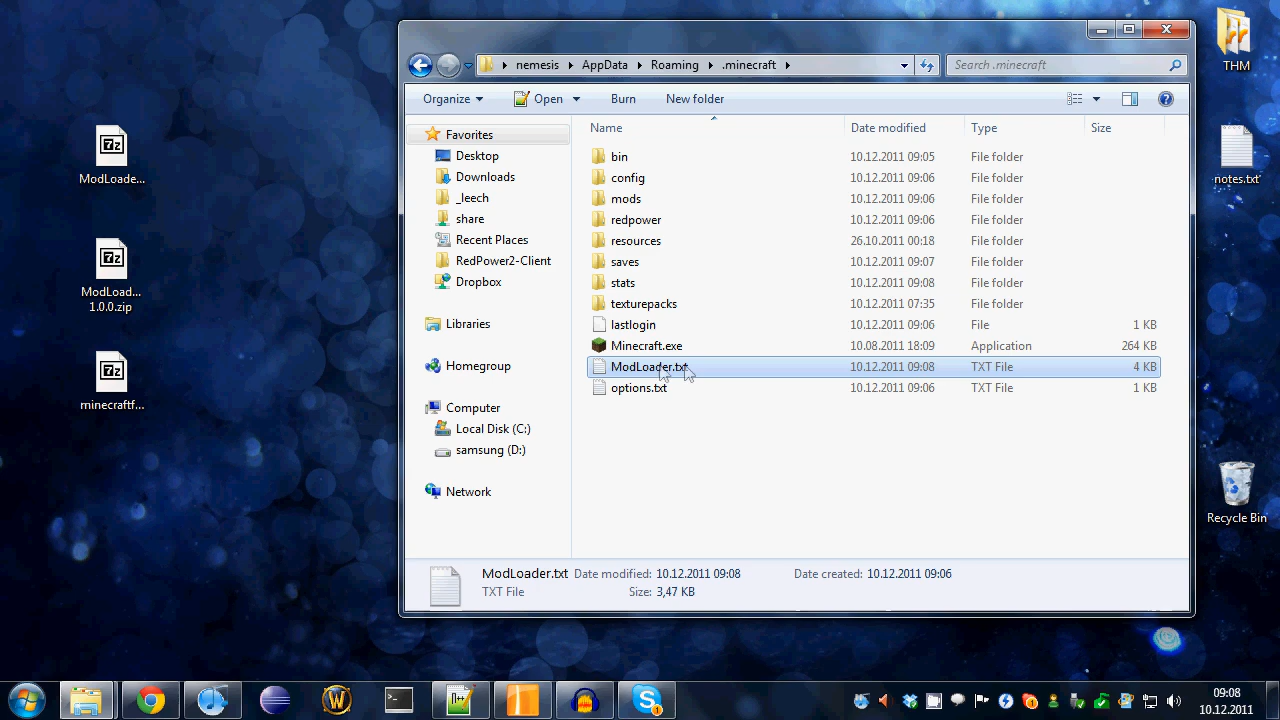 ModLoade...
ModLoad...
1.0.0.zip
minecraftf...
nemesis
AppData
Roaming
.minecraft
Search .minecraft
Organize
Open
Burn
New folder
Favorites
Desktop
Downloads
_leech
share
Recent Places
RedPower2-Client
Dropbox
Libraries
Homegroup
Computer
Local Disk (C:)
samsung (D:)
Network
Name Date modified Type Size
bin 10.12.2011 09:05 File folder
config 10.12.2011 09:06 File folder
mods 10.12.2011 09:06 File folder
redpower 10.12.2011 09:06 File folder
resources 26.10.2011 00:18 File folder
saves 10.12.2011 09:07 File folder
stats 10.12.2011 09:08 File folder
texturepacks 10.12.2011 07:35 File folder
lastlogin 10.12.2011 09:06 File 1 KB
Minecraft.exe 10.08.2011 18:09 Application 264 KB
ModLoader.txt 10.12.2011 09:08 TXT File 4 KB
options.txt 10.12.2011 09:06 TXT File 1 KB
ModLoader.txt Date modified: 10.12.2011 09:08 Date created: 10.12.2011 09:06
TXT File Size: 3,47 KB
THM
notes.txt
Recycle Bin
09:08
10.12.2011